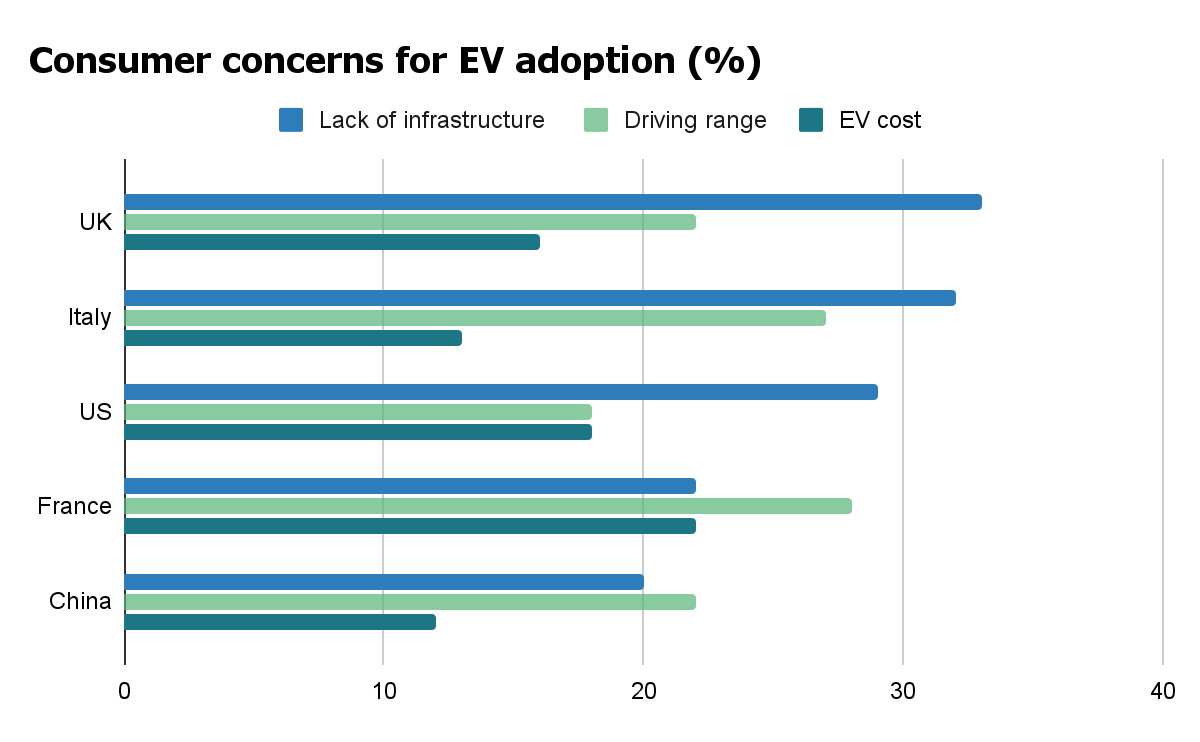 Consumer concerns for EV adoption (%)
Lack of infrastructure Driving range EV cost
UK
Italy
US
France
China
0 10 20 30 40